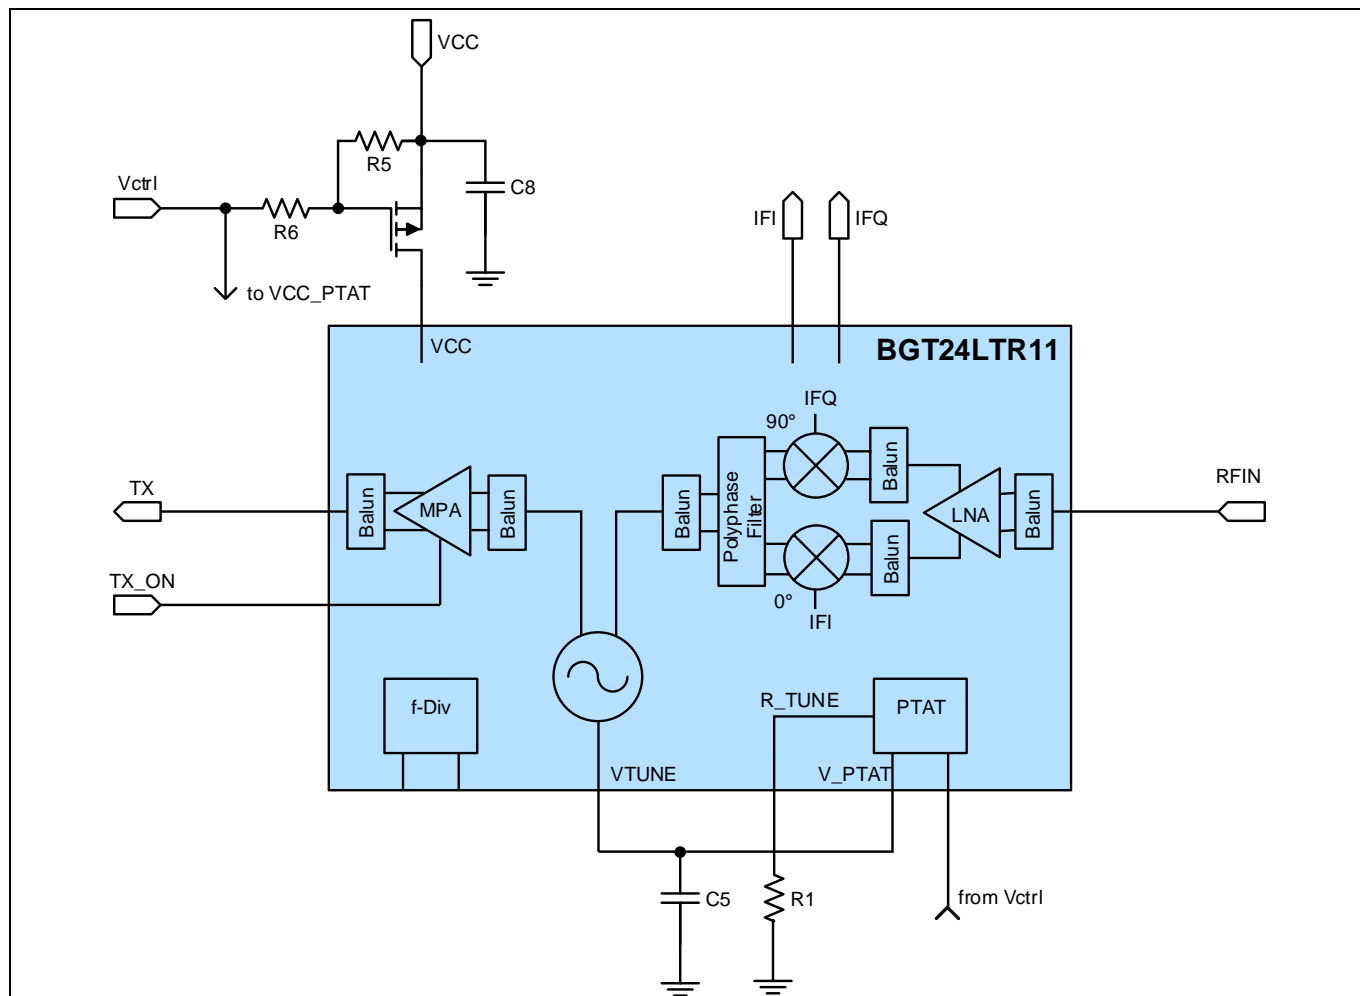 VCC
R5
Vctrl
C8
R6
IFI
IFQ
to VCC_PTAT
VCC
BGT24LTR11
IFQ
90°
Balun
TX
Balun
MPA
Balun
Balun
Polyphase
Filter
LNA
Balun
RFIN
Balun
TX_ON
0°
IFI
f-Div
R_TUNE
PTAT
VTUNE
V_PTAT
C5
R1
from Vctrl